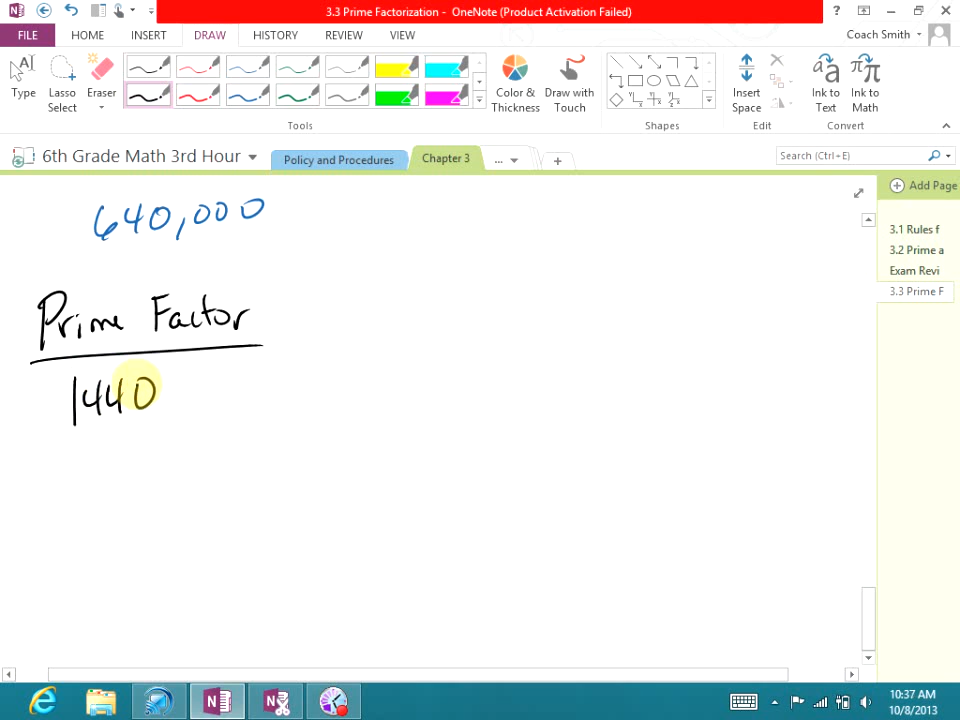 3.3 Prime Factorization - OneNote (Product Activation Failed)
?
FILE HOME INSERT DRAW HISTORY REVIEW VIEW
Coach Smith
Type Lasso Select Eraser
Color & Thickness Draw with Touch
Insert Space
Ink to Text Ink to Math
Tools Shapes Edit Convert
6th Grade Math 3rd Hour Policy and Procedures Chapter 3 ... Search (Ctrl+E)
Add Page
3.1 Rules f
3.2 Prime a
Exam Revi
3.3 Prime F
640,000
Prime Factor
1440
10:37 AM
10/8/2013